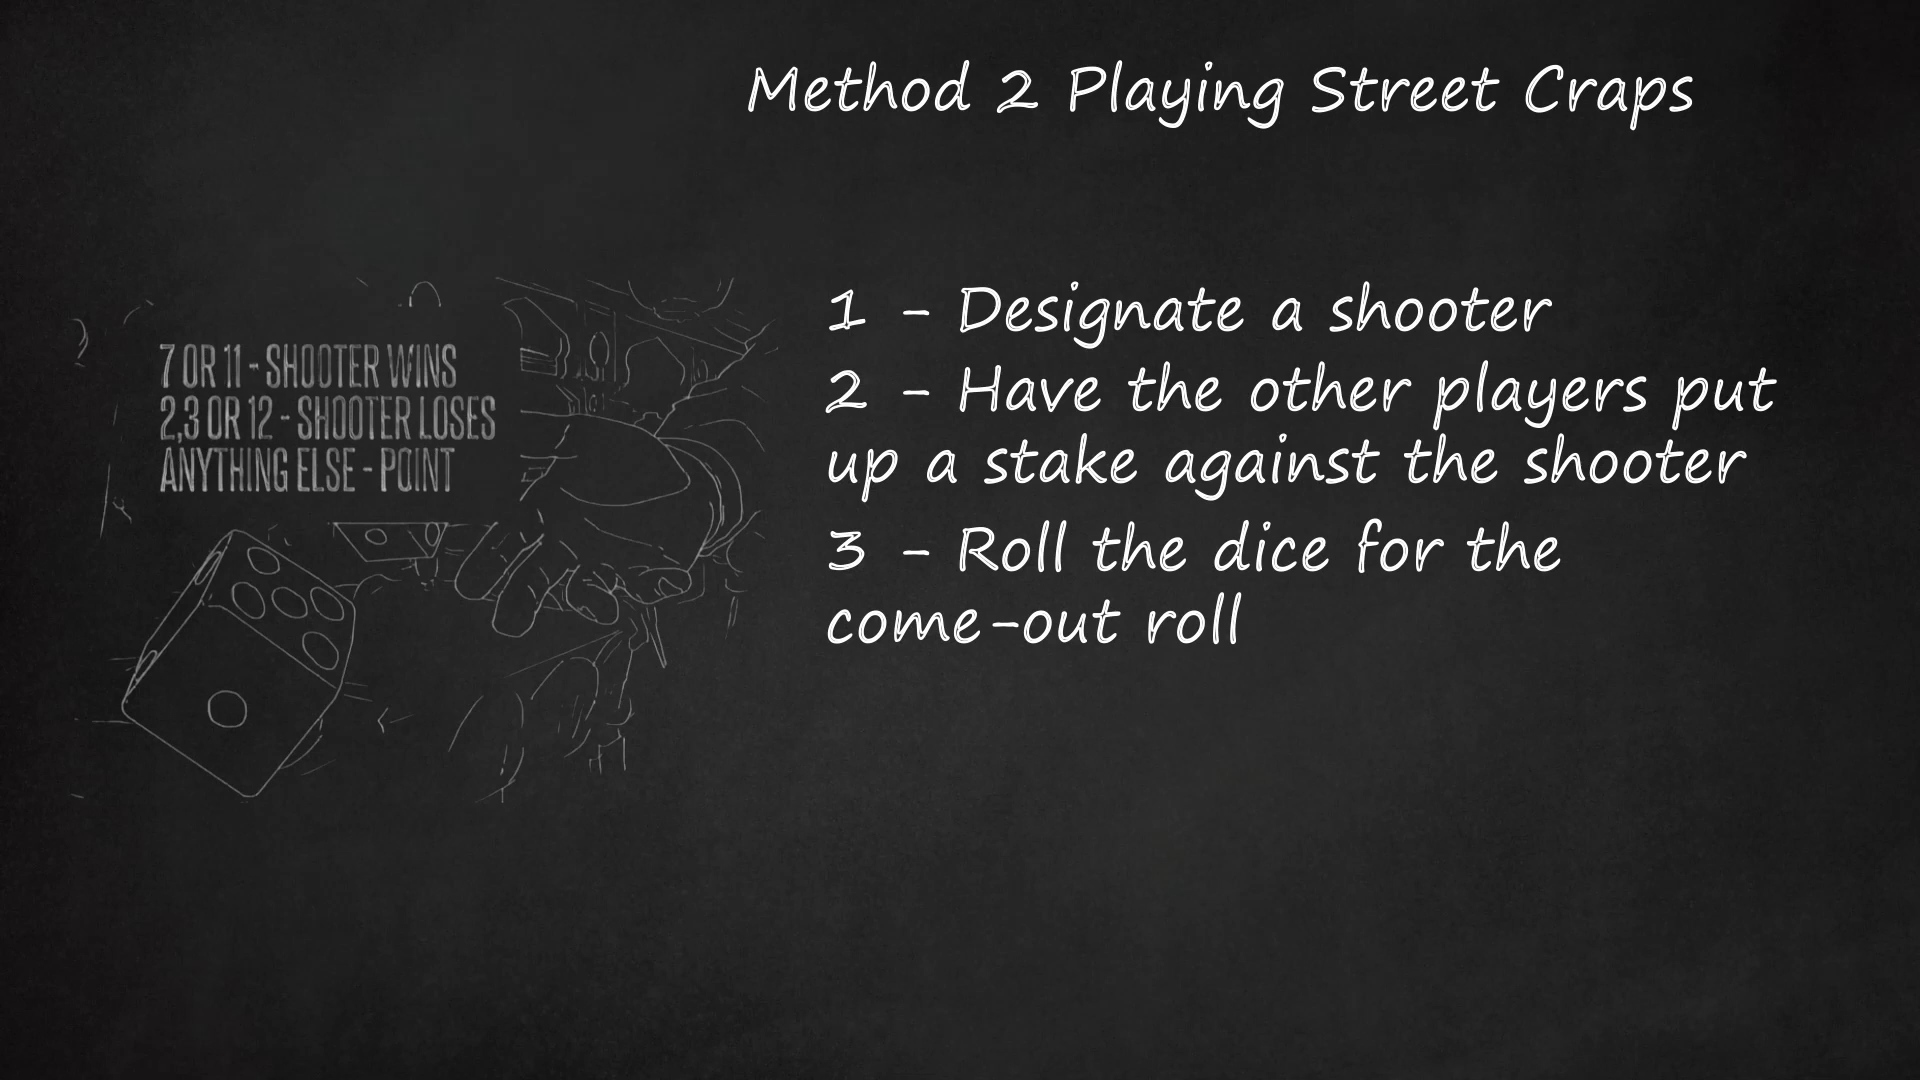 Method 2 Playing Street Craps
7 OR 11 - SHOOTER WINS
2,3 OR 12 - SHOOTER LOSES
ANYTHING ELSE - POINT
1 - Designate a shooter
2 - Have the other players put
up a stake against the shooter
3 - Roll the dice for the
come-out roll